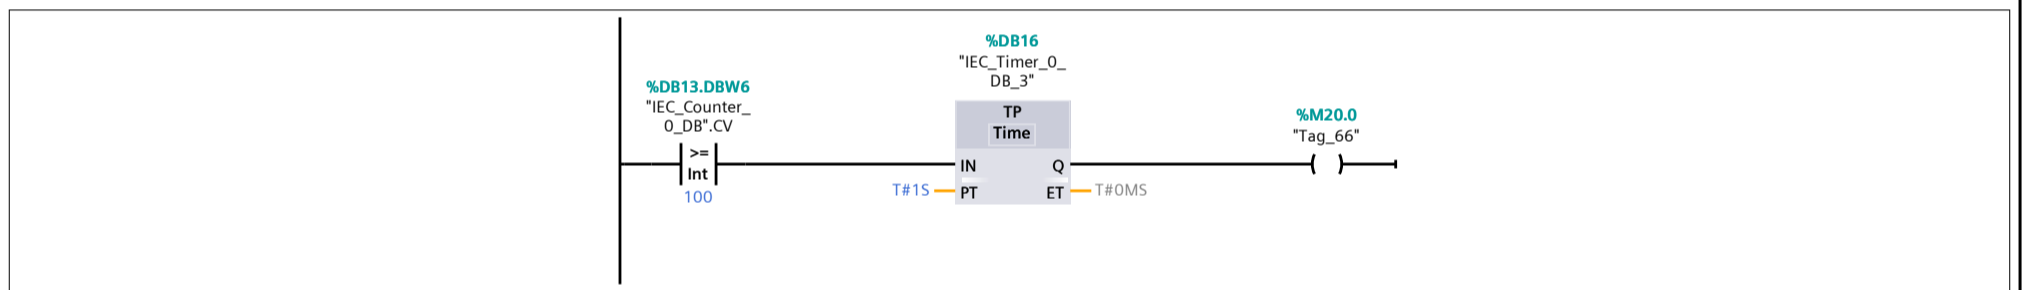 %DB16
"IEC_Timer_0_
DB_3"
%DB13.DBW6
"IEC_Counter_
0_DB".CV
TP
Time
%M20.0
"Tag_66"
>=
Int
100
IN
Q
T#1S
PT
ET
T#0MS